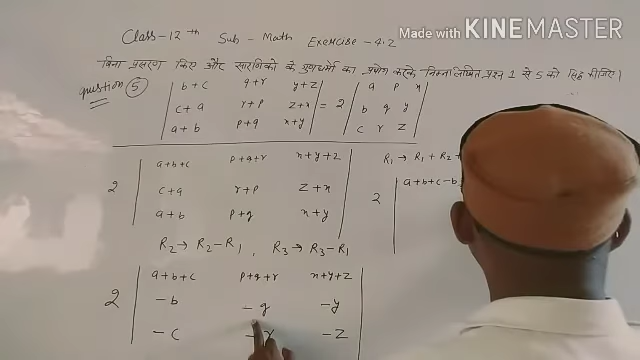 Made with KINEMASTER
Class-12th Sub - Math Exercise - 4.2
बिना प्रसरण किए और सारणिकों के गुणधर्मो का प्रयोग करके निम्नलिखित प्रश्न 1 से 5 को सिद्ध कीजिए।
question ⑤
| b+c q+r y+z | = 2 | a p x |
| c+a r+p z+x | | b q y |
| a+b p+q x+y | | c r z |
2 | a+b+c p+q+r x+y+z |
| c+a r+p z+x |
| a+b p+q x+y |
R2 → R2-R1 , R3 → R3-R1
2 | a+b+c p+q+r x+y+z |
| -b -q -y |
| -c -r -z |
R1 → R1 + R2 +
2 | a+b+c-b